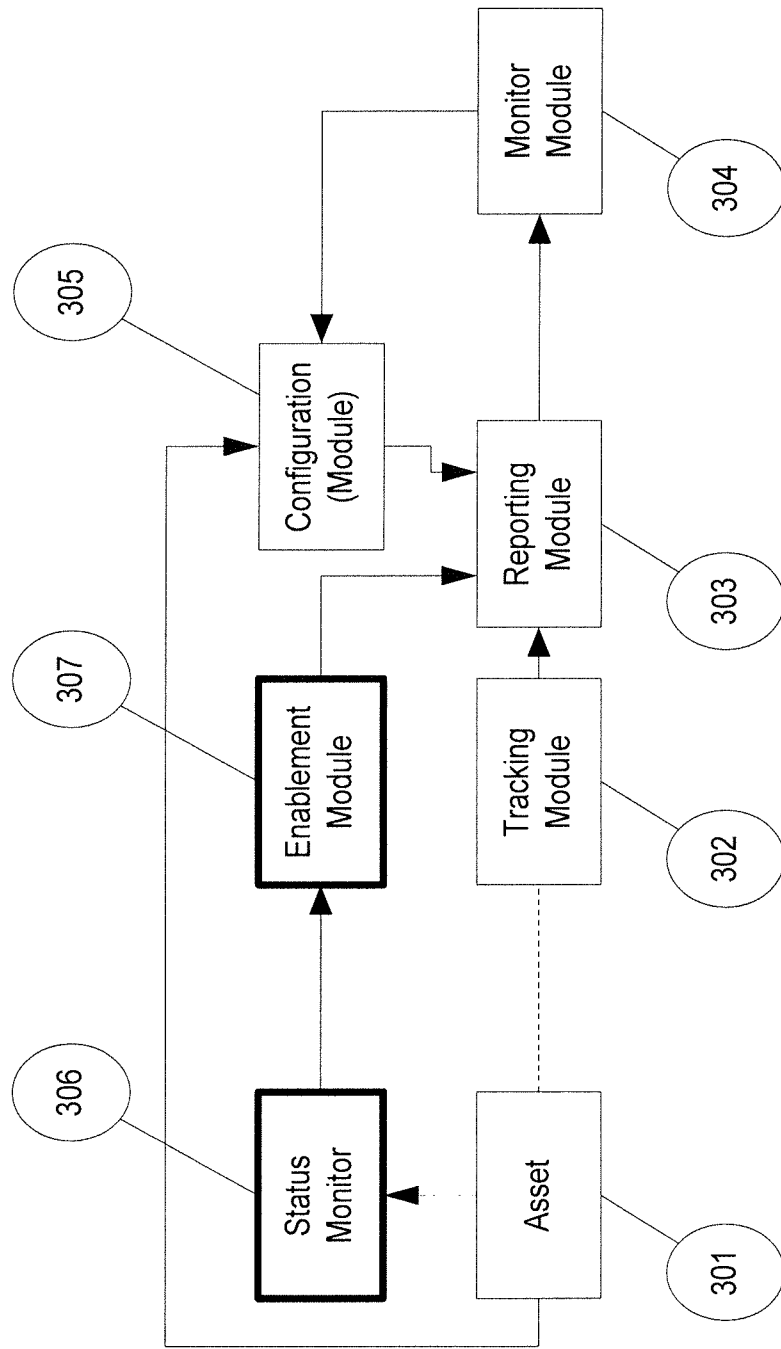 306
307
305
Status
Monitor
Enablement
Module
Configuration
(Module)
Asset
Tracking
Module
Reporting
Module
Monitor
Module
301
302
303
304